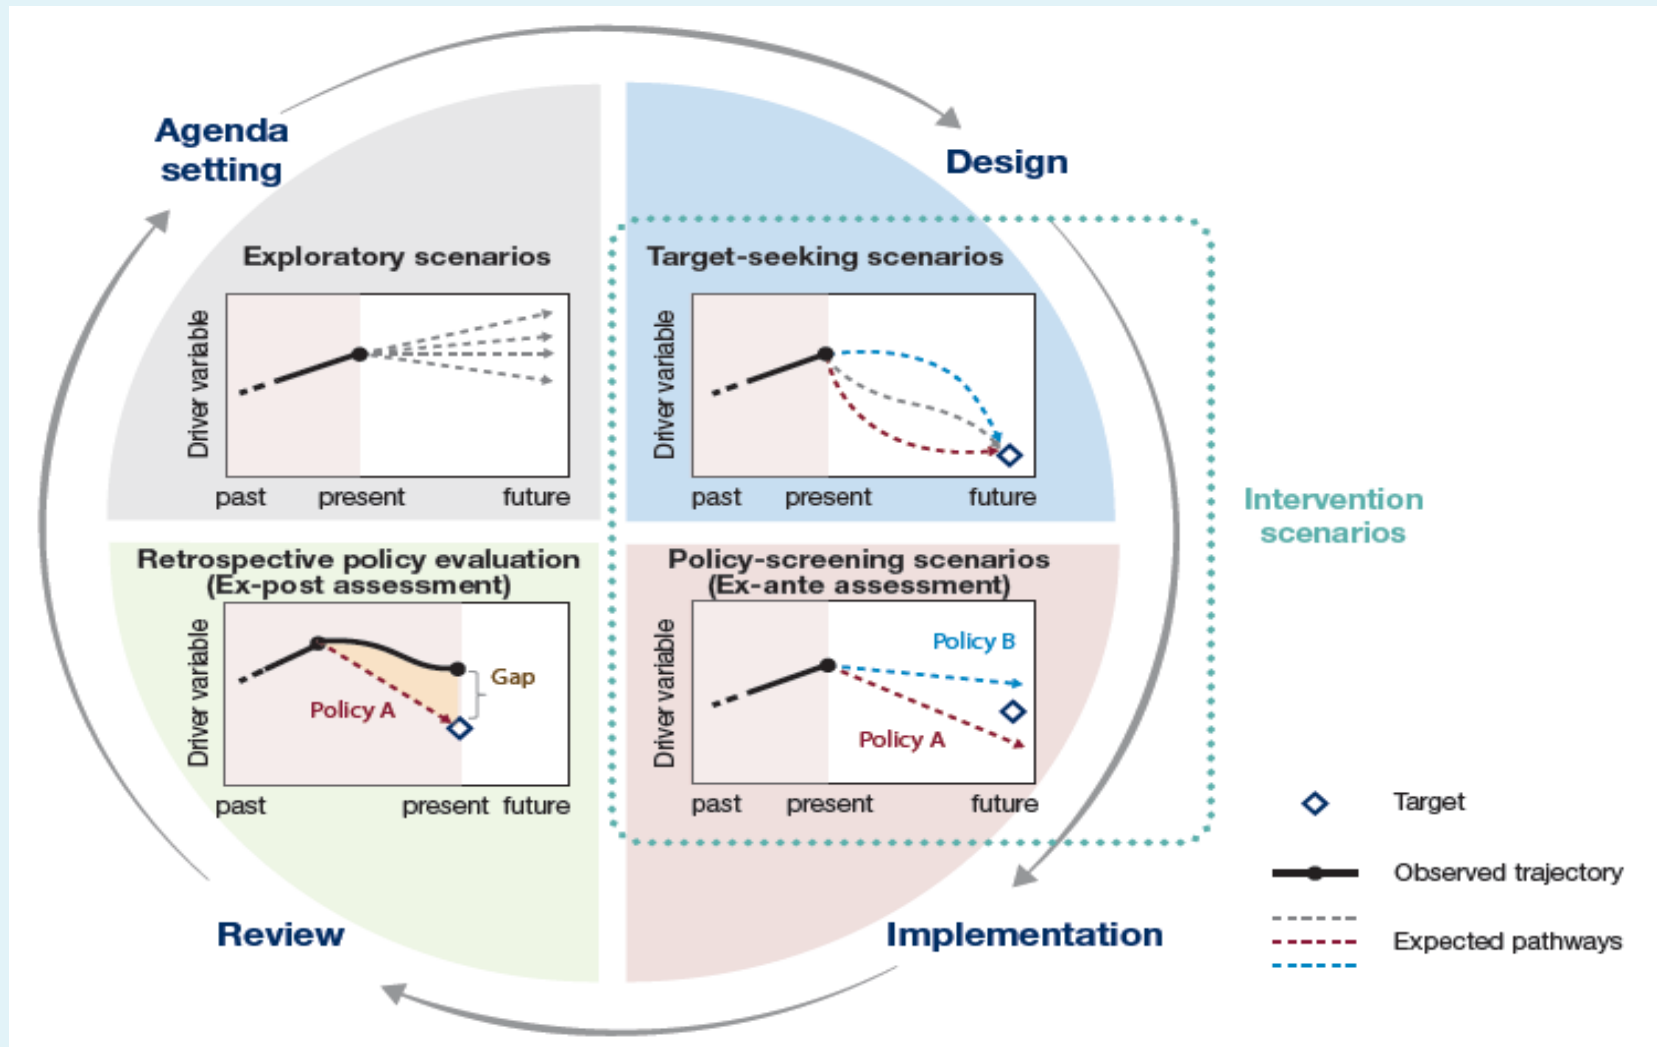 Agenda
setting
Design
Exploratory scenarios
Driver variable
past
present
future
Target-seeking scenarios
Driver variable
past
present
future
Intervention
scenarios
Retrospective policy evaluation
(Ex-post assessment)
Driver variable
Policy A
Gap
past
present
future
Policy-screening scenarios
(Ex-ante assessment)
Driver variable
Policy B
Policy A
past
present
future
Review
Implementation
Target
Observed trajectory
Expected pathways